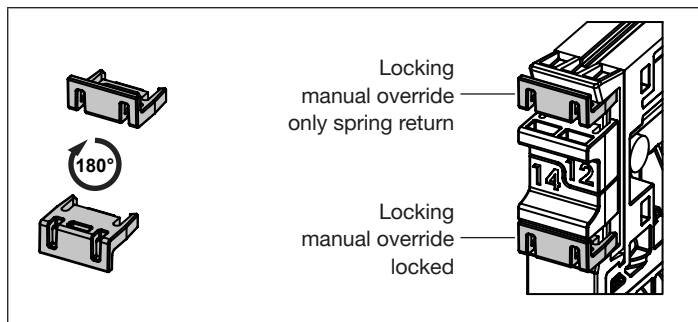 Locking
manual override
only spring return
180°
14 12
Locking
manual override
locked